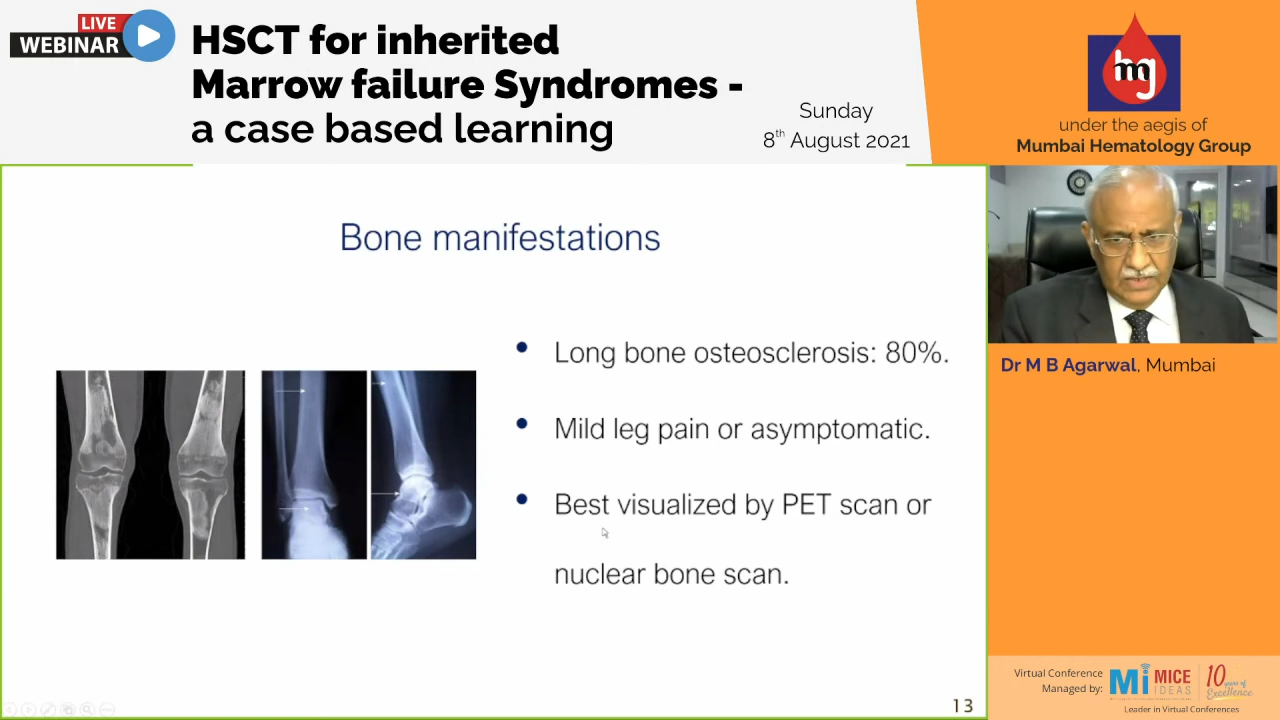 LIVE
WEBINAR
HSCT for inherited
Marrow failure Syndromes -
a case based learning
Sunday
8th August 2021
hmg
under the aegis of
Mumbai Hematology Group
Bone manifestations
• Long bone osteosclerosis: 80%.
• Mild leg pain or asymptomatic.
• Best visualized by PET scan or
nuclear bone scan.
13
Dr M B Agarwal, Mumbai
Virtual Conference
Managed by:
Mi MICE
IDEAS
10 years of
Excellence
Leader in Virtual Conferences